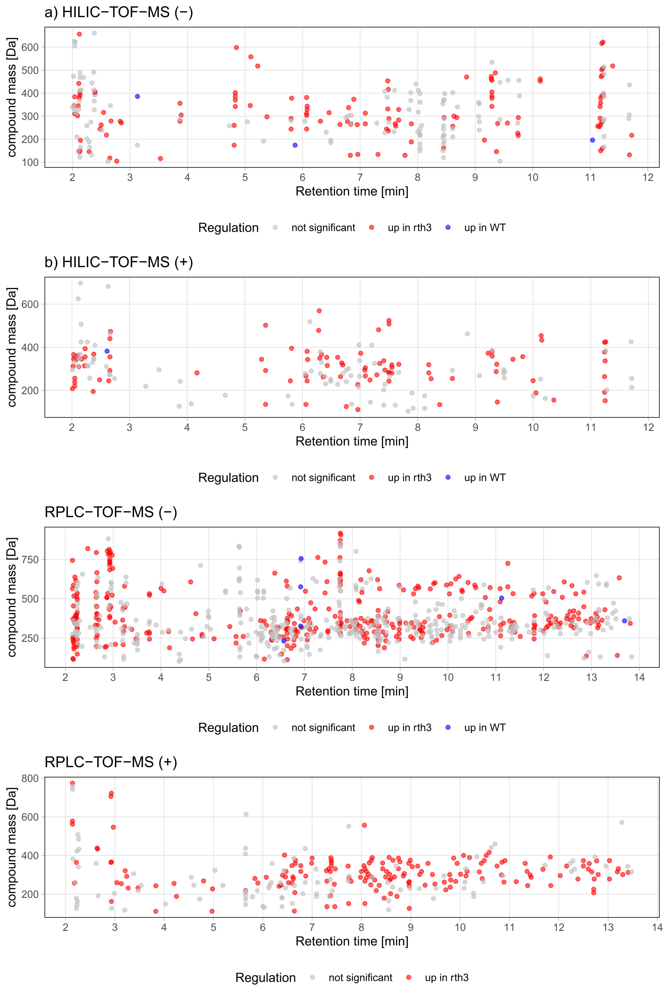 a) HILIC−TOF−MS (−)
compound mass [Da]
600
500
400
300
200
100
2 3 4 5 6 7 8 9 10 11 12
Retention time [min]
Regulation not significant up in rth3 up in WT
b) HILIC−TOF−MS (+)
compound mass [Da]
600
400
200
2 3 4 5 6 7 8 9 10 11 12
Retention time [min]
Regulation not significant up in rth3 up in WT
RPLC−TOF−MS (−)
compound mass [Da]
750
500
250
2 3 4 5 6 7 8 9 10 11 12 13 14
Retention time [min]
Regulation not significant up in rth3 up in WT
RPLC−TOF−MS (+)
compound mass [Da]
800
600
400
200
2 3 4 5 6 7 8 9 10 11 12 13 14
Retention time [min]
Regulation not significant up in rth3